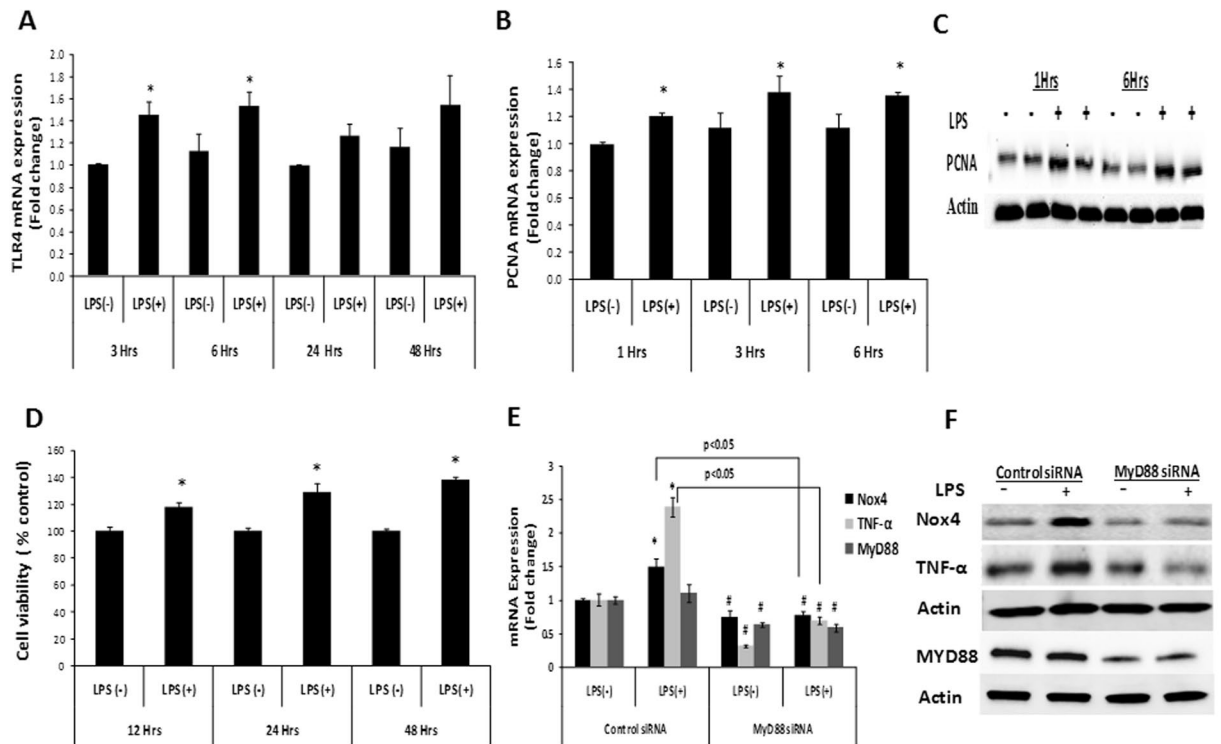 A
TLR4 mRNA expression
(Fold change)
2.0
1.8
1.6
1.4
1.2
1.0
0.8
0.6
0.4
0.2
0.0
* *
LPS(-) LPS(+) LPS(-) LPS(+) LPS(-) LPS(+) LPS(-) LPS(+)
3 Hrs 6 Hrs 24 Hrs 48 Hrs
B
PCNA mRNA expression
(Fold change)
1.6
1.4
1.2
1.0
0.8
0.6
0.4
0.2
0.0
* * *
LPS(-) LPS(+) LPS(-) LPS(+) LPS(-) LPS(+)
1 Hrs 3 Hrs 6 Hrs
C
1Hrs 6Hrs
LPS - - + + - - + +
PCNA
Actin
D
Cell viability ( % control)
160
140
120
100
80
60
40
20
0
* * *
LPS (-) LPS(+) LPS (-) LPS(+) LPS (-) LPS(+)
12 Hrs 24 Hrs 48 Hrs
E
mRNA Expression
(Fold change)
3
2.5
2
1.5
1
0.5
0
p<0.05
p<0.05
* *
# # # # # #
Nox4
TNF-α
MyD88
LPS(-) LPS(+) LPS(-) LPS(+)
Control siRNA MyD88 siRNA
F
Control siRNA MyD88 siRNA
LPS - + - +
Nox4
TNF-α
Actin
MYD88
Actin